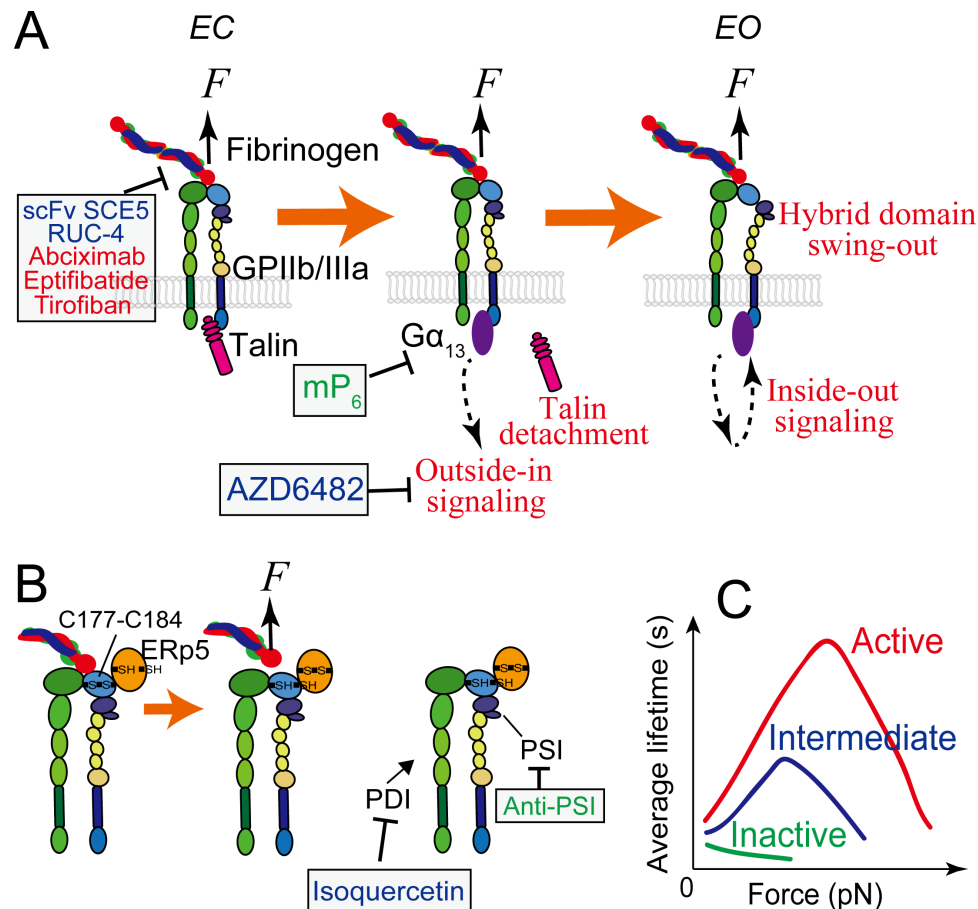 A
EC
EO
F
F
F
Fibrinogen
scFv SCE5
RUC-4
Abciximab
Eptifibatide
Tirofiban
GPIIb/IIIa
Talin
Hybrid domain
swing-out
Gα13
mP6
Talin
detachment
Inside-out
signaling
AZD6482
Outside-in
signaling
B
F
C177-C184
ERp5
S S
SH
SH
SH
SH
S S
SH
SH
S S
PSI
PDI
Anti-PSI
Isoquercetin
C
Average lifetime (s)
Active
Intermediate
Inactive
0
Force (pN)